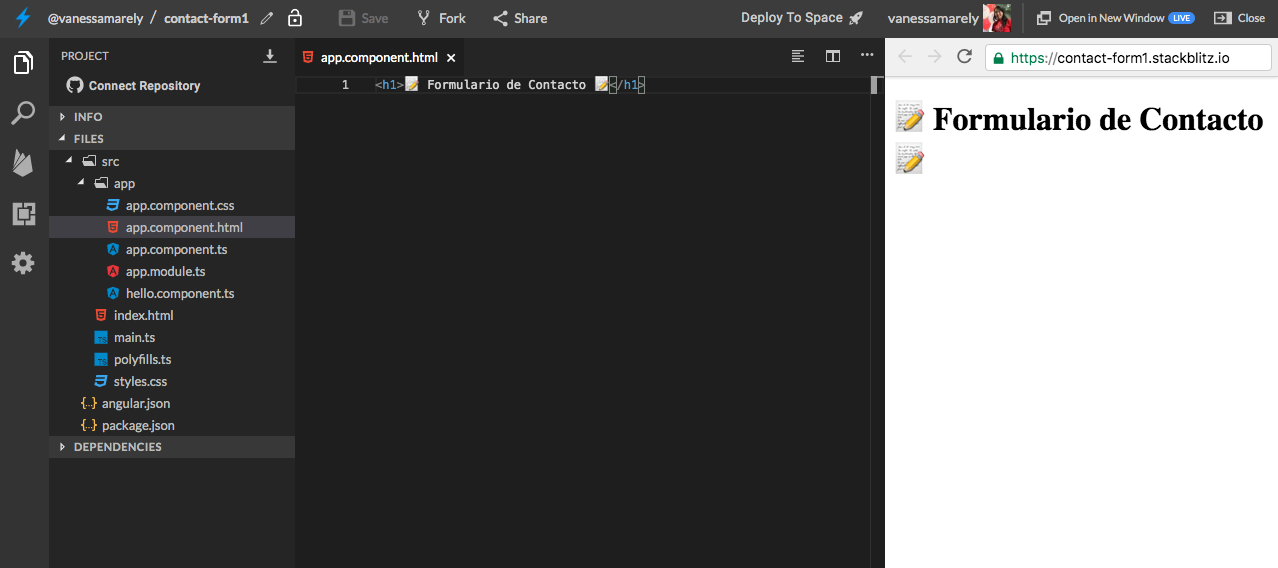 @vanessamarely / contact-form1 Save Fork Share Deploy To Space vanessamarely Open in New Window LIVE Close
PROJECT
Connect Repository
INFO
FILES
src
app
app.component.css
app.component.html
app.component.ts
app.module.ts
hello.component.ts
index.html
main.ts
polyfills.ts
styles.css
angular.json
package.json
DEPENDENCIES
app.component.html
1 <h1>📝 Formulario de Contacto 📝</h1>
https://contact-form1.stackblitz.io
📝 Formulario de Contacto
📝